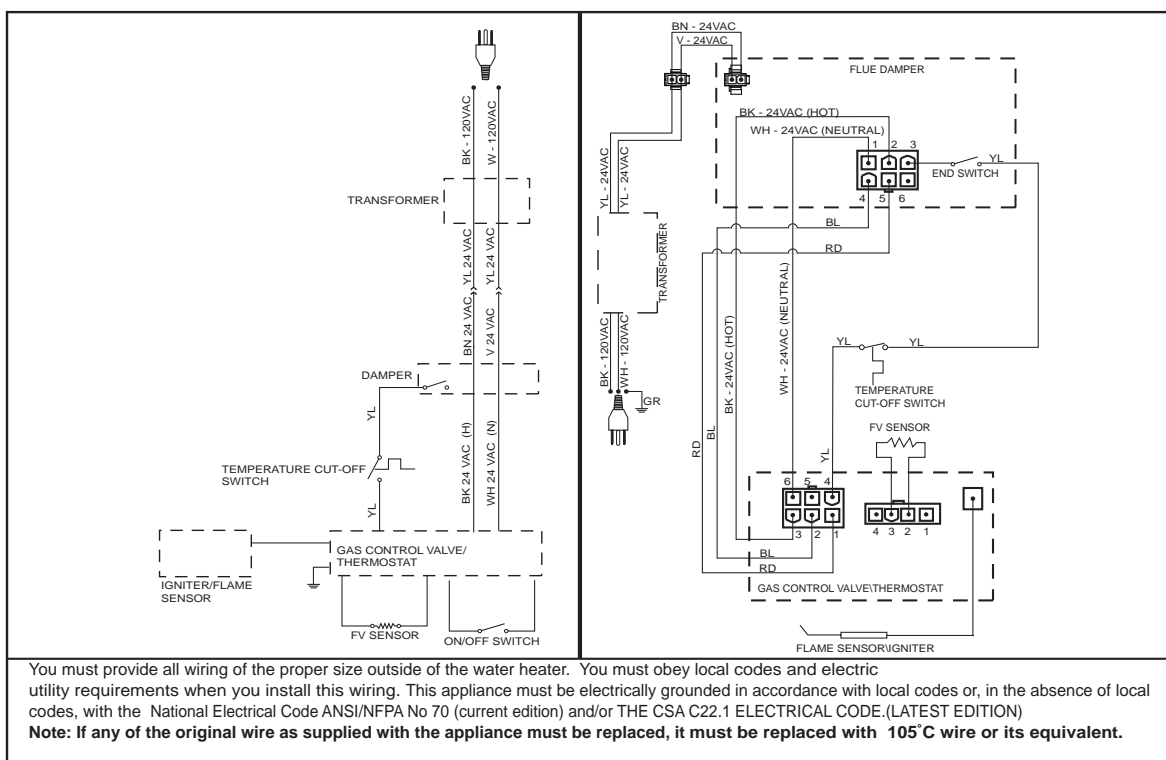 BK - 120VAC
W - 120VAC
TRANSFORMER
YL 24 VAC
YL 24 VAC
BN 24 VAC
V 24 VAC
DAMPER
YL
TEMPERATURE CUT-OFF
SWITCH
BK 24 VAC (H)
WH 24 VAC (N)
YL
GAS CONTROL VALVE/
THERMOSTAT
IGNITER/FLAME
SENSOR
FV SENSOR
ON/OFF SWITCH
BN - 24VAC
V - 24VAC
FLUE DAMPER
BK - 24VAC (HOT)
WH - 24VAC (NEUTRAL)
1 2 3
YL
END SWITCH
4 5 6
YL - 24VAC
YL - 24VAC
BL
RD
TRANSFORMER
BK - 120VAC
WH - 120VAC
GR
BK - 24VAC (HOT)
WH - 24VAC (NEUTRAL)
YL YL
TEMPERATURE
CUT-OFF SWITCH
FV SENSOR
RD
BL
YL
6 5 4
3 2 1
4 3 2 1
BL
RD
GAS CONTROL VALVE\THERMOSTAT
FLAME SENSOR\IGNITER
You must provide all wiring of the proper size outside of the water heater. You must obey local codes and electric
utility requirements when you install this wiring. This appliance must be electrically grounded in accordance with local codes or, in the absence of local
codes, with the National Electrical Code ANSI/NFPA No 70 (current edition) and/or THE CSA C22.1 ELECTRICAL CODE.(LATEST EDITION)
Note: If any of the original wire as supplied with the appliance must be replaced, it must be replaced with 105°C wire or its equivalent.